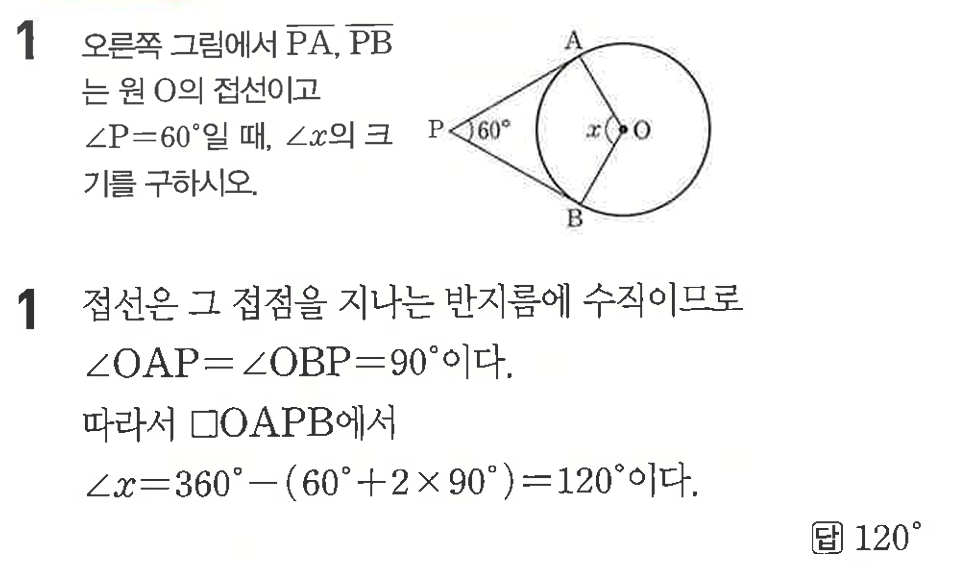 1 오른쪽 그림에서 PA, PB
는 원 O의 접선이고
∠P=60°일 때, ∠x의 크
기를 구하시오.
A
P 60° x O
B
1 접선은 그 접점을 지나는 반지름에 수직이므로
∠OAP=∠OBP=90°이다.
따라서 □OAPB에서
∠x=360°-(60°+2×90°)=120°이다.
답 120°